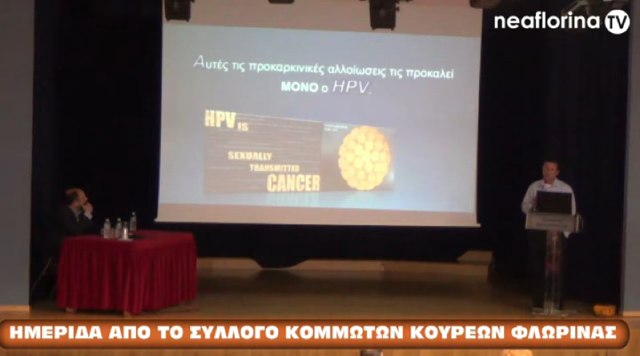 neaflorina TV
Αυτές τις προκαρκινικές αλλοίωσεις τις προκαλεί
ΜΟΝΟ ο HPV.
HPV IS
SEXUALLY
TRANSMITTED
CANCER
ΗΜΕΡΙΔΑ ΑΠΟ ΤΟ ΣΥΛΛΟΓΟ ΚΟΜΜΩΤΩΝ ΚΟΥΡΕΩΝ ΦΛΩΡΙΝΑΣ